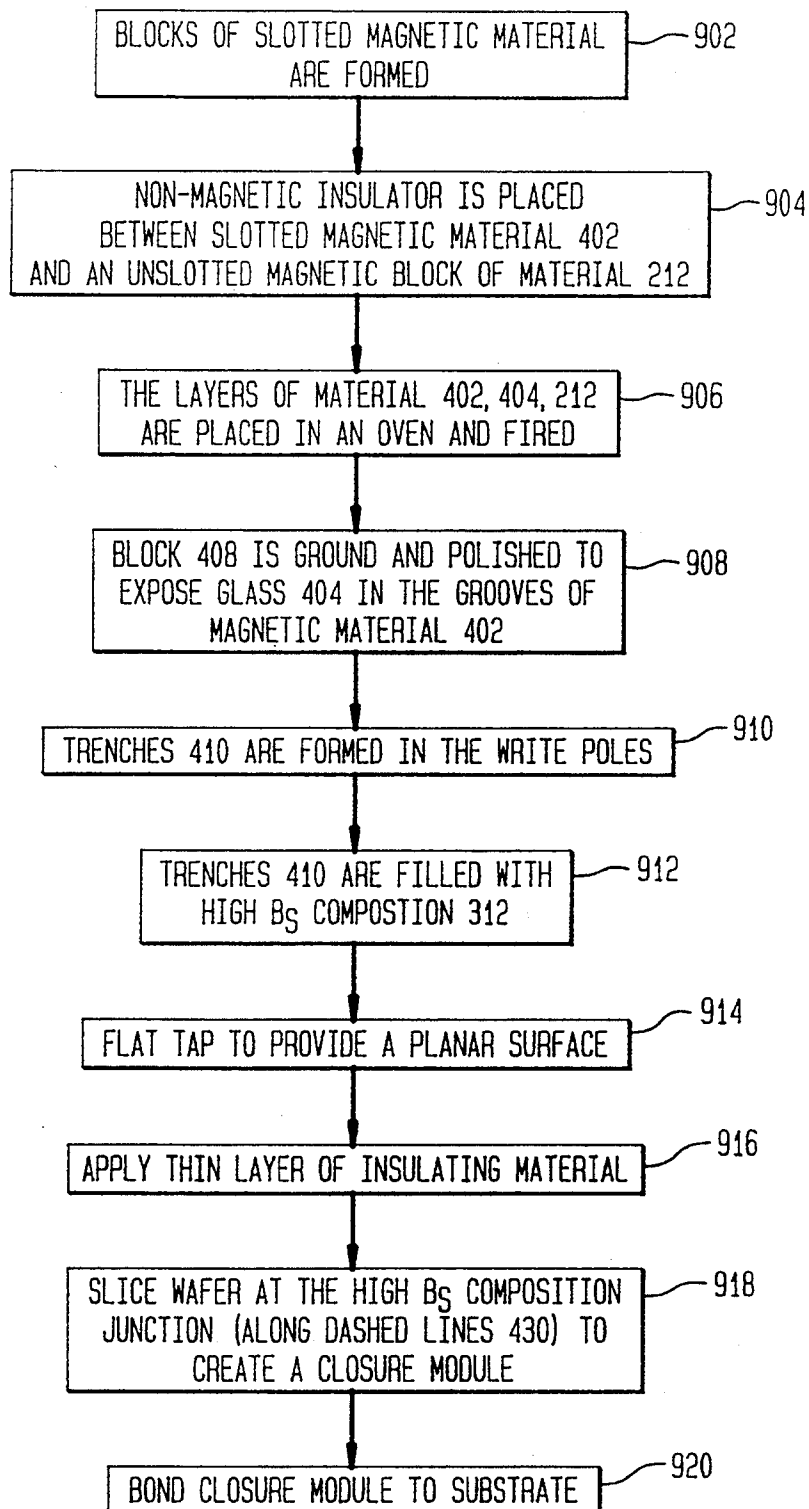 BLOCKS OF SLOTTED MAGNETIC MATERIAL
ARE FORMED
902
NON-MAGNETIC INSULATOR IS PLACED
BETWEEN SLOTTED MAGNETIC MATERIAL 402
AND AN UNSLOTTED MAGNETIC BLOCK OF MATERIAL 212
904
THE LAYERS OF MATERIAL 402, 404, 212
ARE PLACED IN AN OVEN AND FIRED
906
BLOCK 408 IS GROUND AND POLISHED TO
EXPOSE GLASS 404 IN THE GROOVES OF
MAGNETIC MATERIAL 402
908
TRENCHES 410 ARE FORMED IN THE WRITE POLES
910
TRENCHES 410 ARE FILLED WITH
HIGH BS COMPOSTION 312
912
FLAT TAP TO PROVIDE A PLANAR SURFACE
914
APPLY THIN LAYER OF INSULATING MATERIAL
916
SLICE WAFER AT THE HIGH BS COMPOSITION
JUNCTION (ALONG DASHED LINES 430) TO
CREATE A CLOSURE MODULE
918
BOND CLOSURE MODULE TO SUBSTRATE
920